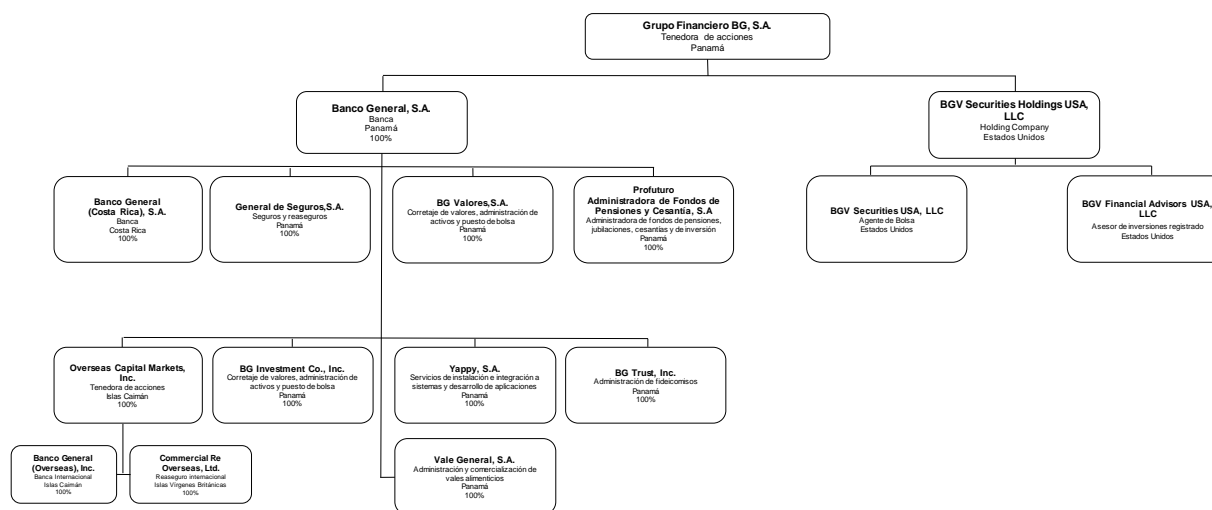 Grupo Financiero BG, S.A.
Tenedora de acciones
Panamá
Banco General, S.A.
Banca
Panamá
100%
BGV Securities Holdings USA,
LLC
Holding Company
Estados Unidos
Banco General
(Costa Rica), S.A.
Banca
Costa Rica
100%
General de Seguros,S.A.
Seguros y reaseguros
Panamá
100%
BG Valores,S.A.
Corretaje de valores, administración de
activos y puesto de bolsa
Panamá
100%
Profuturo
Administradora de Fondos de
Pensiones y Cesantía, S.A
Administradora de fondos de pensiones,
jubilaciones, cesantías y de inversión
Panamá
100%
BGV Securities USA, LLC
Agente de Bolsa
Estados Unidos
BGV Financial Advisors USA,
LLC
Asesor de inversiones registrado
Estados Unidos
Overseas Capital Markets,
Inc.
Tenedora de acciones
Islas Caimán
100%
BG Investment Co., Inc.
Corretaje de valores, administración de
activos y puesto de bolsa
Panamá
100%
Yappy, S.A.
Servicios de instalación e integración a
sistemas y desarrollo de aplicaciones
Panamá
100%
BG Trust, Inc.
Administración de fideicomisos
Panamá
100%
Banco General
(Overseas), Inc.
Banca Internacional
Islas Caimán
100%
Commercial Re
Overseas, Ltd.
Reaseguro internacional
Islas Vírgenes Británicas
100%
Vale General, S.A.
Administración y comercialización de
vales alimenticios
Panamá
100%